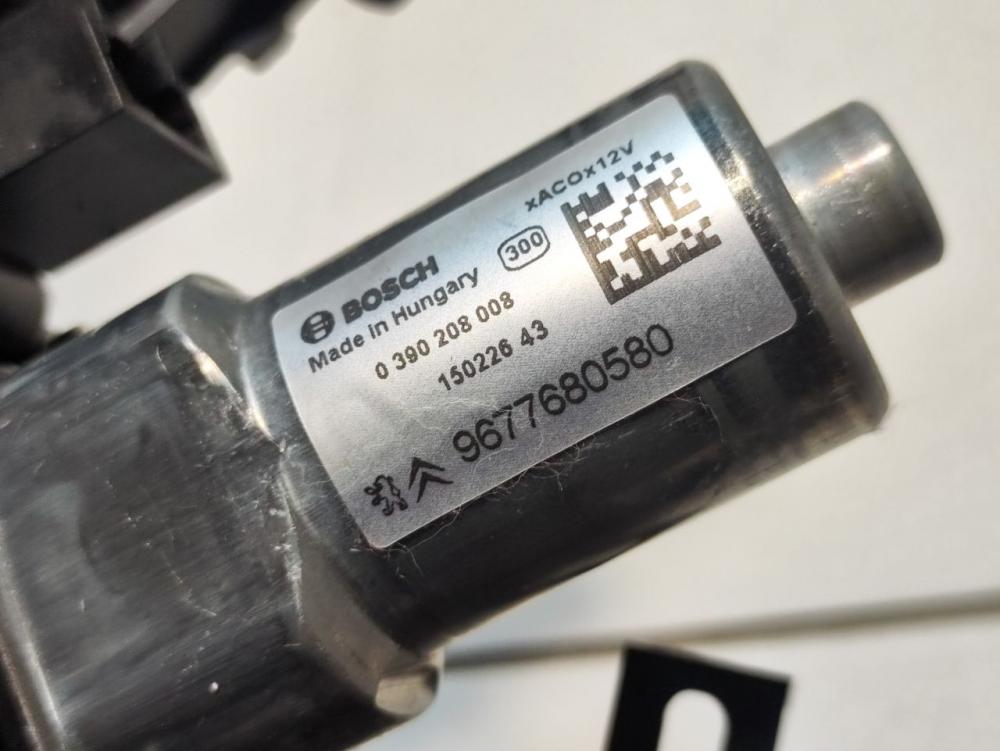 xACOx12V
BOSCH
Made in Hungary
300
0 390 208 008
150226 43
9677680580